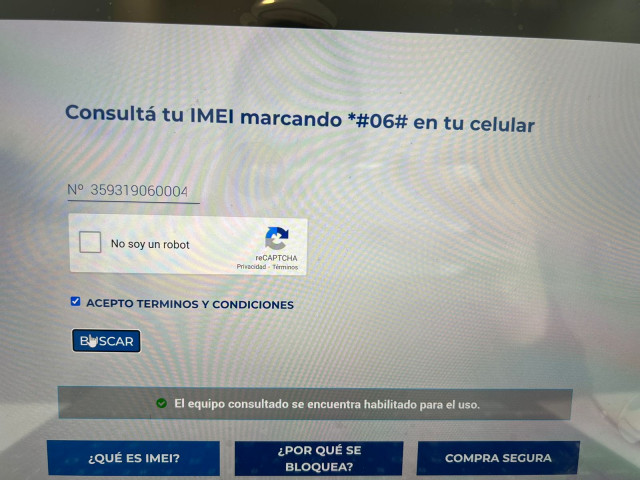 Consultá tu IMEI marcando *#06# en tu celular
Nº 359319060004
No soy un robot
reCAPTCHA
Privacidad - Términos
ACEPTO TERMINOS Y CONDICIONES
BUSCAR
El equipo consultado se encuentra habilitado para el uso.
¿QUÉ ES IMEI?
¿POR QUÉ SE
BLOQUEA?
COMPRA SEGURA